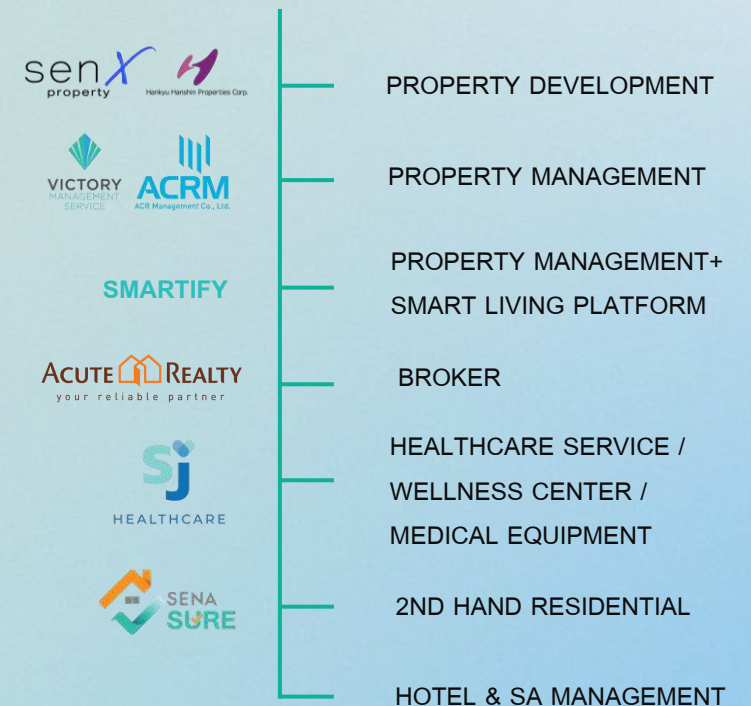 senX
property
Hankyu Hanshin Properties Corp.
PROPERTY DEVELOPMENT
VICTORY
MANAGEMENT
SERVICE
ACRM
ACR Management Co., Ltd.
PROPERTY MANAGEMENT
SMARTIFY
PROPERTY MANAGEMENT+
SMART LIVING PLATFORM
ACUTE REALTY
your reliable partner
BROKER
Sj
HEALTHCARE
HEALTHCARE SERVICE /
WELLNESS CENTER /
MEDICAL EQUIPMENT
SENA
SURE
2ND HAND RESIDENTIAL
HOTEL & SA MANAGEMENT